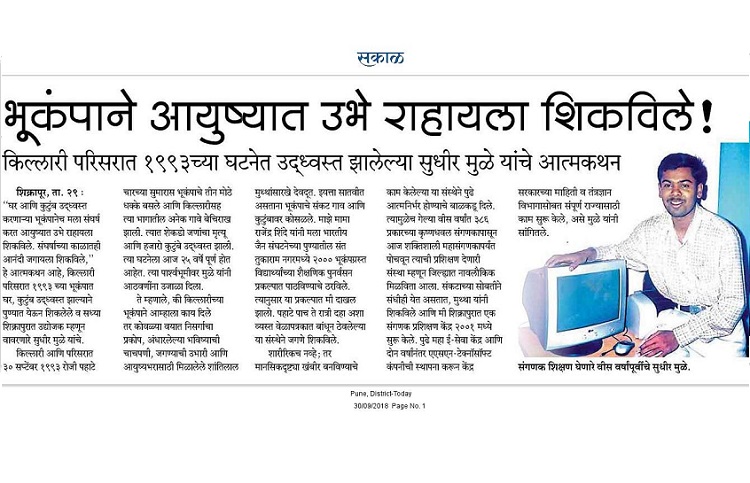 सकाळ
भूकंपाने आयुष्यात उभे राहायला शिकविले!
किल्लारी परिसरात १९९३च्या घटनेत उद्ध्वस्त झालेल्या सुधीर मुळे यांचे आत्मकथन
शिक्रापूर, ता. २९ :
"घर आणि कुटुंब उद्ध्वस्त
करणाऱ्या भूकंपानेच मला संघर्ष
करत आयुष्यात उभे राहायला
शिकविले. संघर्षाच्या काळातही
आनंदी जगायला शिकविले,''
हे आत्मकथन आहे, किल्लारी
परिसरात १९९३ च्या भूकंपात
घर, कुटुंब उद्ध्वस्त झाल्याने
पुण्यात येऊन शिकलेले व सध्या
शिक्रापुरात उद्योजक म्हणून
वावरणारे सुधीर मुळे यांचे.
किल्लारी आणि परिसरात
३० सप्टेंबर १९९३ रोजी पहाटे
चारच्या सुमारास भूकंपाचे तीन मोठे
धक्के बसले आणि किल्लारीसह
त्या भागातील अनेक गावे बेचिराख
झाली. त्यात शेकडो जणांचा मृत्यू
आणि हजारो कुटुंबे उद्ध्वस्त झाली.
त्या घटनेला आज २५ वर्षे पूर्ण होत
आहेत. त्या पार्श्वभूमीवर मुळे यांनी
आठवणींना उजाळा दिला.
ते म्हणाले, की किल्लारीच्या
भूकंपाने आम्हाला काय दिले
तर कोवळ्या वयात निसर्गाचा
प्रकोप, अंधारलेल्या भविष्याची
चाचपणी, जगण्याची उभारी आणि
आयुष्यभरासाठी मिळालेले शांतिलाल
मुथ्थांसारखे देवदूत. इयत्ता सातवीत
असताना भूकंपाचे संकट गाव आणि
कुटुंबावर कोसळले. माझे मामा
राजेंद्र शिंदे यांनी मला भारतीय
जैन संघटनेच्या पुण्यातील संत
तुकाराम नगरमध्ये २००० भूकंपग्रस्त
विद्यार्थ्यांच्या शैक्षणिक पुनर्वसन
प्रकल्पात पाठविण्याचे ठरविले.
त्यानुसार या प्रकल्पात मी दाखल
झालो. पहाटे पाच ते रात्री दहा अशा
व्यस्त वेळापत्रकात बांधून ठेवलेल्या
या संस्थेने जगणे शिकविले.
शारीरिकच नव्हे; तर
मानसिकदृष्ट्या खंबीर बनविण्याचे
काम केलेल्या या संस्थेने पुढे
आत्मनिर्भर होण्याचे बाळकडू दिले.
त्यामुळेच गेल्या वीस वर्षांत ३८६
प्रकारच्या कृष्णधवल संगणकापासून
आज शक्तिशाली महासंगणकापर्यंत
पोचवून त्याची प्रशिक्षण देणारी
संस्था म्हणून जिल्ह्यात नावलौकिक
मिळविता आला. संकटाच्या सोबतीने
संधीही येत असतात, मुथ्था यांनी
शिकविले आणि मी शिक्रापुरात एक
संगणक प्रशिक्षण केंद्र २००१ मध्ये
सुरू केले. पुढे महा ई-सेवा केंद्र आणि
दोन वर्षांनंतर एएसएन-टेक्नॉसॉफ्ट
कंपनीची स्थापना करून केंद्र
सरकारच्या माहिती व तंत्रज्ञान
विभागासोबत संपूर्ण राज्यासाठी
काम सुरू केले, असे मुळे यांनी
सांगितले.
संगणक शिक्षण घेणारे वीस वर्षांपूर्वीचे सुधीर मुळे.
Pune, District-Today
30/09/2018 Page No. 1